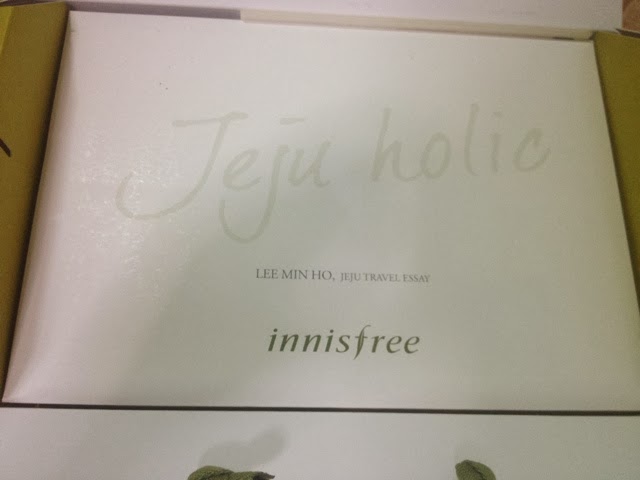 Jeju holic
LEE MIN HO, JEJU TRAVEL ESSAY
innisfree